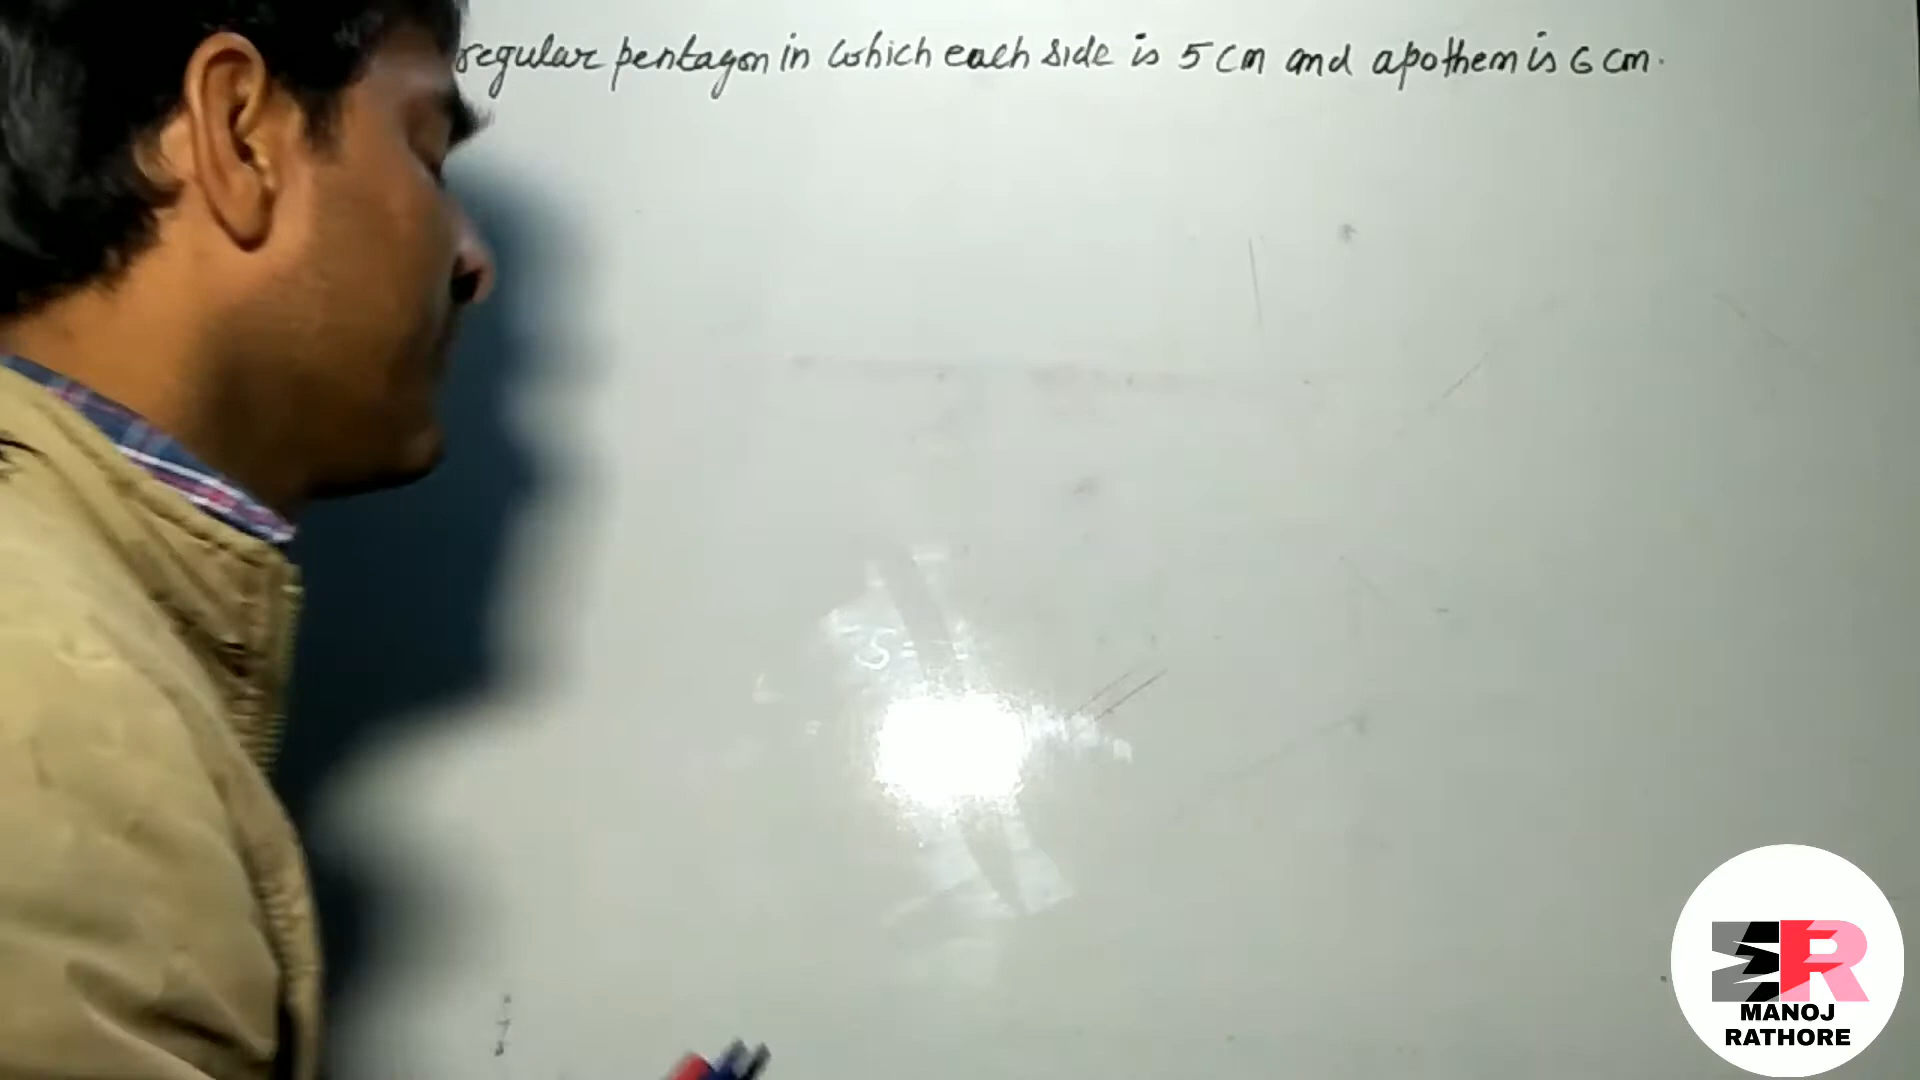 regular pentagon in which each side is 5 cm and apothem is 6 cm.
MANOJ
RATHORE